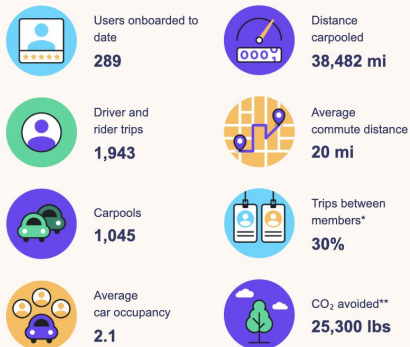 Users onboarded to
date
289
Distance
carpooled
38,482 mi
Driver and
rider trips
1,943
Average
commute distance
20 mi
Carpools
1,045
Trips between
members*
30%
Average
car occupancy
2.1
CO₂ avoided**
25,300 lbs